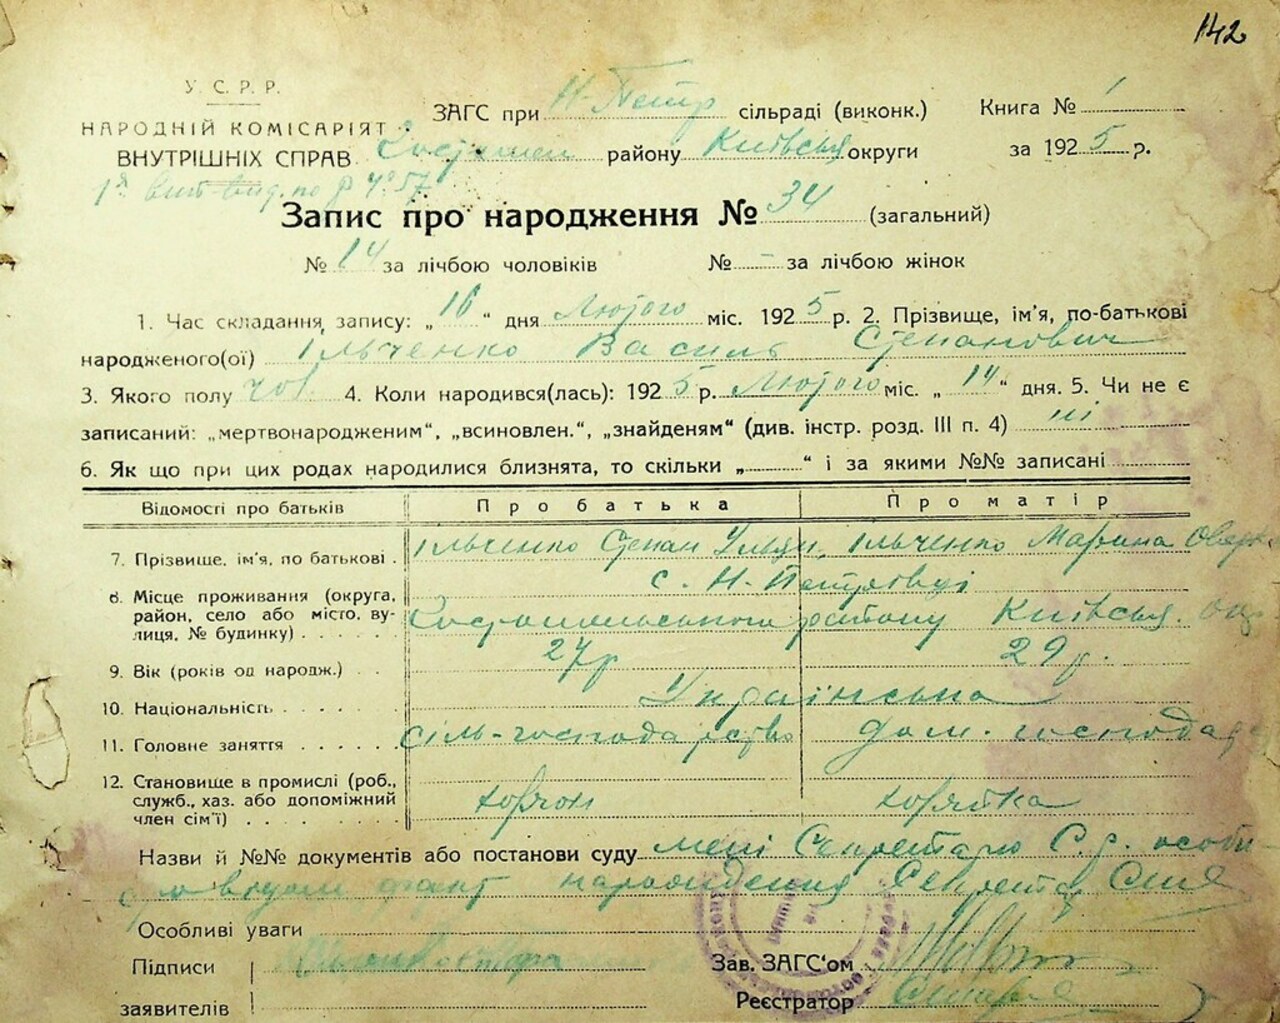 142
У. С. Р. Р.
НАРОДНІЙ КОМІСАРІЯТ
ВНУТРІШНІХ СПРАВ
ЗАГС при Н-Петр сільраді (виконк.) Книга № 1
району Київськ округи за 1925 р.
Запис про народження № 34 (загальний)
№ 14 за лічбою чоловіків № - за лічбою жінок
1. Час складання запису: „16“ дня Лютого міс. 1925 р. 2. Прізвище, ім'я, по-батькові
народженого(ої) Ільченко Василь Степанович
3. Якого полу чол. 4. Коли народився(лась): 1925 р. Лютого міс. „14“ дня. 5. Чи не є
записаний: „мертвонародженим“, „всиновлен.“, „знайденям“ (див. інстр. розд. III п. 4) ні
6. Як що при цих родах народилися близнята, то скільки „ “ і за якими №№ записані
Відомості про батьків Про батька Про матір
7. Прізвище, ім'я, по батькові . Ільченко Степан Ільченко Марина
8. Місце проживання (округа, район, село або місто, вулиця, № будинку) . . . . . с. Н-Петрівці
району Київськ. окр
9. Вік (років од народж.) . . 27р 29 р.
10. Національність . . . . . Українська
11. Головне заняття . . . . . . сіль-господарство дом. господар
12. Становище в промислі (роб.,
служб., хаз. або допоміжний
член сім'ї) . . . . . . . .
Назви й №№ документів або постанови суду мені Секретарю С.р. особи-
факт народження Секретар
Особливі уваги
Підписи
заявителів
Зав. ЗАГС'ом
Реєстратор